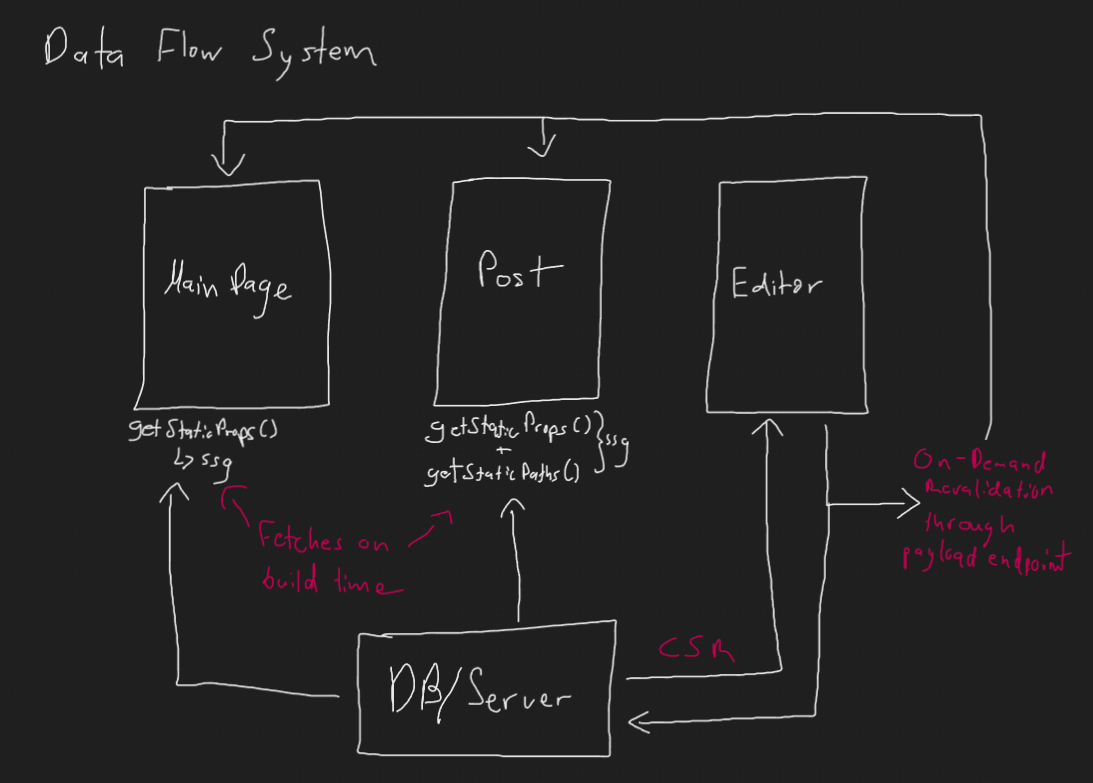 Data Flow System
Main Page
Post
Editor
getStaticProps()
↳ ssg
getStaticProps()
+
getStaticPaths()
} ssg
Fetches on
build time
On-Demand
Revalidation
through
payload endpoint
CSR
DB/Server